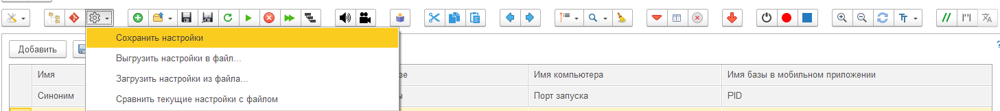 Сохранить настройки
Добавить
Выгрузить настройки в файл...
Имя
Загрузить настройки из файла...
Имя компьютера
Имя базы в мобильном приложении
Синоним
Сравнить текущие настройки с файлом
Порт запуска
PID